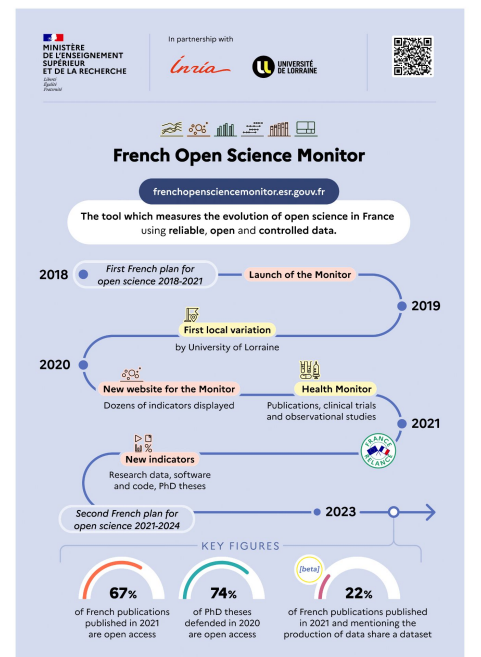 MINISTÈRE
DE L'ENSEIGNEMENT
SUPÉRIEUR
ET DE LA RECHERCHE
Liberté
Égalité
Fraternité
In partnership with
Inria
UNIVERSITÉ
DE LORRAINE
French Open Science Monitor
frenchopensciencemonitor.esr.gouv.fr
The tool which measures the evolution of open science in France
using reliable, open and controlled data.
2018
First French plan for
open science 2018-2021
Launch of the Monitor
2019
First local variation
by University of Lorraine
2020
New website for the Monitor
Dozens of indicators displayed
Health Monitor
Publications, clinical trials
and observational studies
2021
FRANCE
RELANCE
New indicators
Research data, software
and code, PhD theses
Second French plan for
open science 2021-2024
2023
KEY FIGURES
67%
of French publications
published in 2021
are open access
74%
of PhD theses
defended in 2020
are open access
[beta]
22%
of French publications published
in 2021 and mentioning the
production of data share a dataset